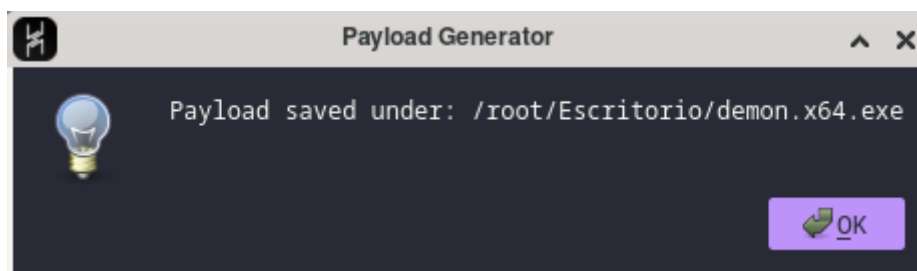 Payload Generator
Payload saved under: /root/Escritorio/demon.x64.exe
OK